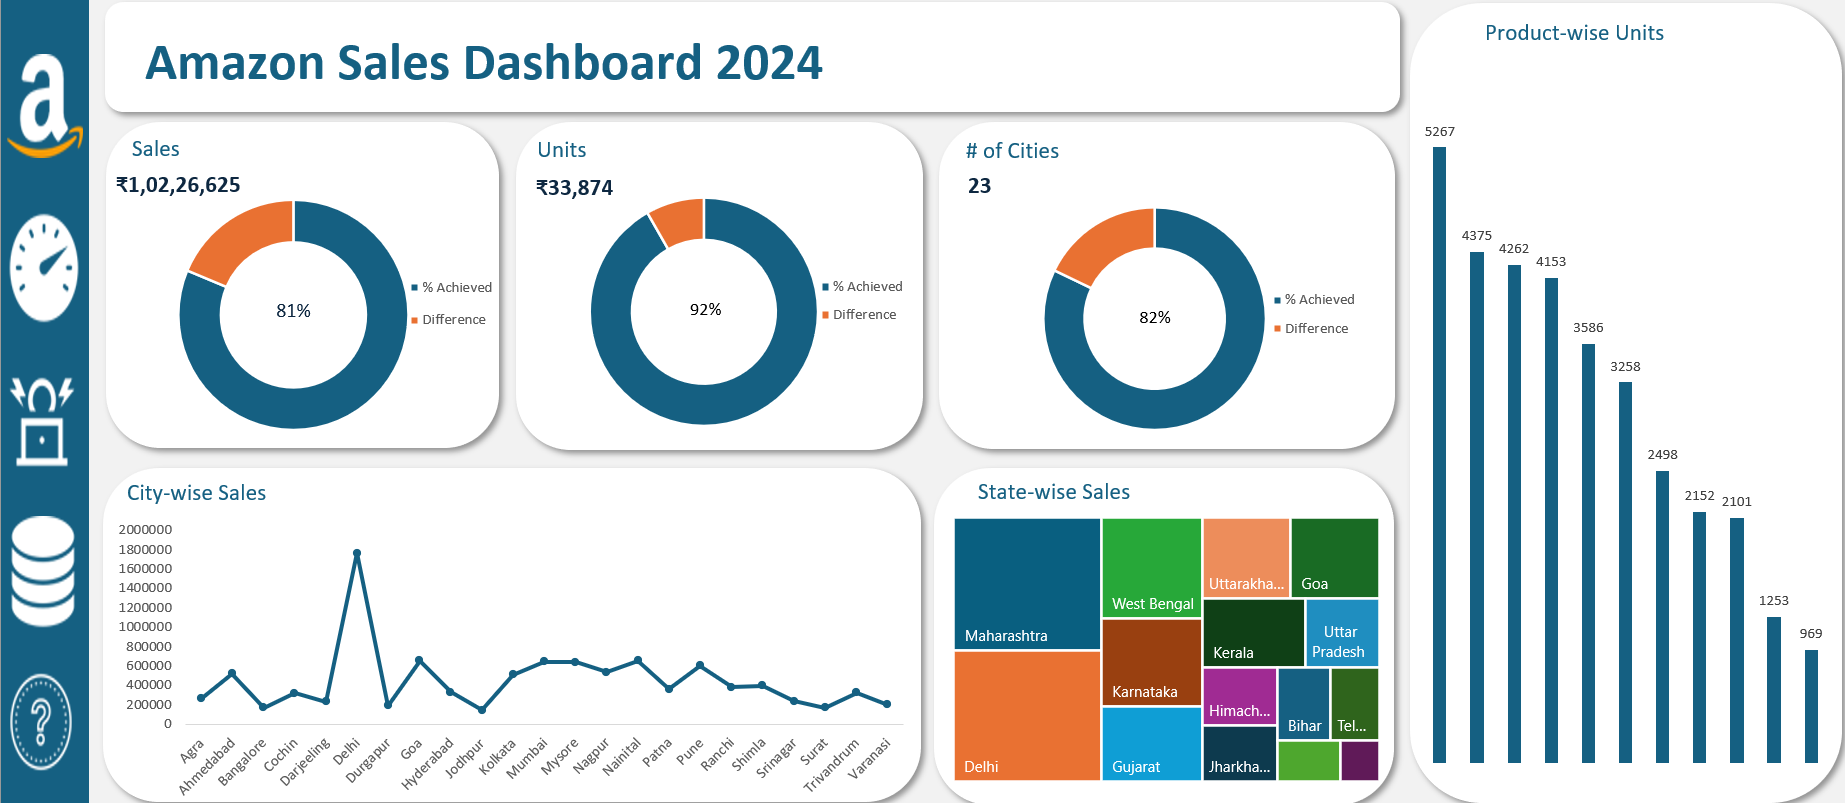 a
Amazon Sales Dashboard 2024
Sales
₹1,02,26,625
81%
% Achieved
Difference
Units
₹33,874
92%
% Achieved
Difference
# of Cities
23
82%
% Achieved
Difference
Product-wise Units
5267
4375
4262
4153
3586
3258
2498
2152
2101
1253
969
City-wise Sales
2000000
1800000
1600000
1400000
1200000
1000000
800000
600000
400000
200000
0
Agra
Ahmedabad
Bangalore
Cochin
Darjeeling
Delhi
Durgapur
Goa
Hyderabad
Jodhpur
Kolkata
Mumbai
Mysore
Nagpur
Nainital
Patna
Pune
Ranchi
Shimla
Srinagar
Surat
Trivandrum
Varanasi
State-wise Sales
Maharashtra
Delhi
West Bengal
Karnataka
Gujarat
Uttarakha...
Goa
Kerala
Uttar
Pradesh
Himach...
Bihar
Tel...
Jharkha...
?